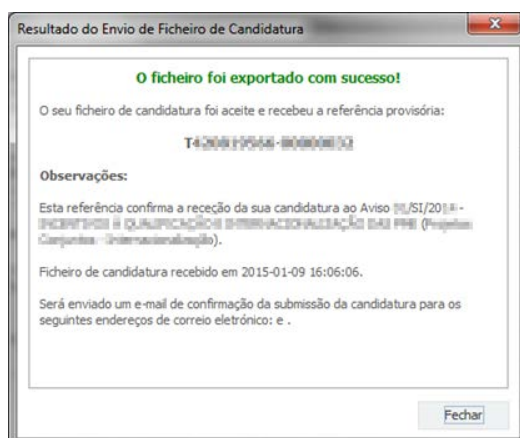 Resultado do Envio de Ficheiro de Candidatura
O ficheiro foi exportado com sucesso!
O seu ficheiro de candidatura foi aceite e recebeu a referência provisória:
Observações:
Esta referência confirma a receção da sua candidatura ao Aviso /SI/
Ficheiro de candidatura recebido em 2015-01-09 16:06:06.
Será enviado um e-mail de confirmação da submissão da candidatura para os
seguintes endereços de correio eletrónico: e .
Fechar